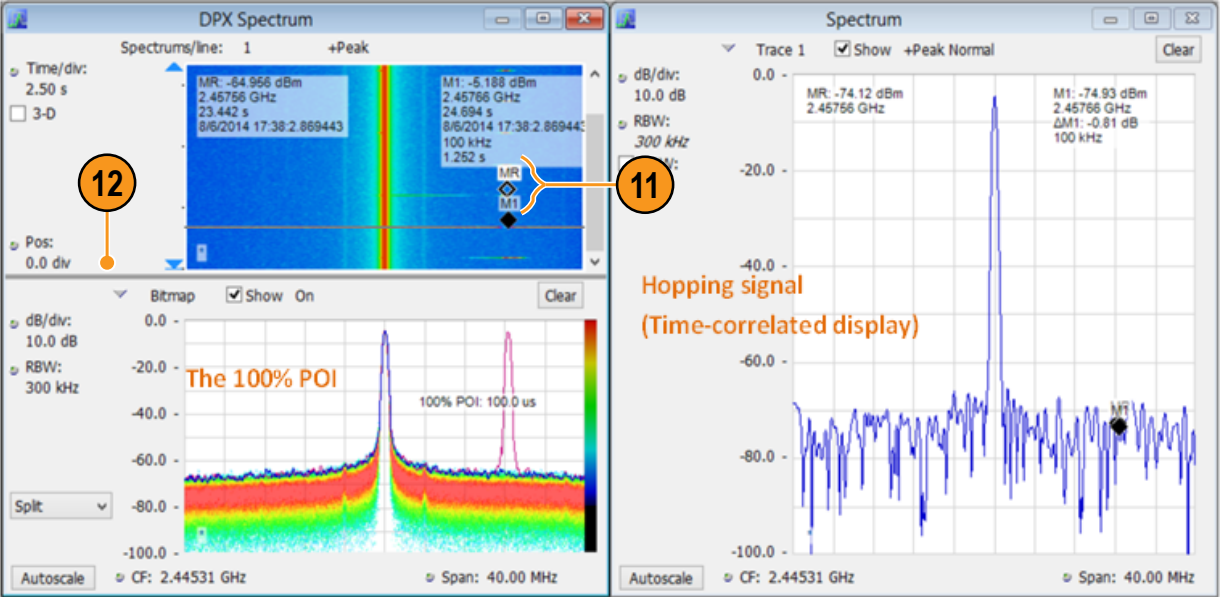 DPX Spectrum
Spectrums/line: 1 +Peak
Time/div:
2.50 s
3-D
MR: -64.956 dBm
2.45756 GHz
23.442 s
8/6/2014 17:38:2.869443
M1: -5.188 dBm
2.45766 GHz
24.694 s
8/6/2014 17:38:2.869443
100 kHz
1.252 s
MR
M1
11
12
Pos:
0.0 div
Bitmap Show On Clear
dB/div:
10.0 dB
RBW:
300 kHz
0.0
-20.0
-40.0
-60.0
-80.0
-100.0
The 100% POI
100% POI: 100.0 us
Split
Autoscale CF: 2.44531 GHz Span: 40.00 MHz
Spectrum
Trace 1 Show +Peak Normal Clear
dB/div:
10.0 dB
RBW:
300 kHz
0.0
-20.0
-40.0
-60.0
-80.0
-100.0
MR: -74.12 dBm
2.45756 GHz
M1: -74.93 dBm
2.45766 GHz
ΔM1: -0.81 dB
100 kHz
Hopping signal
(Time-correlated display)
M1
Autoscale CF: 2.44531 GHz Span: 40.00 MHz